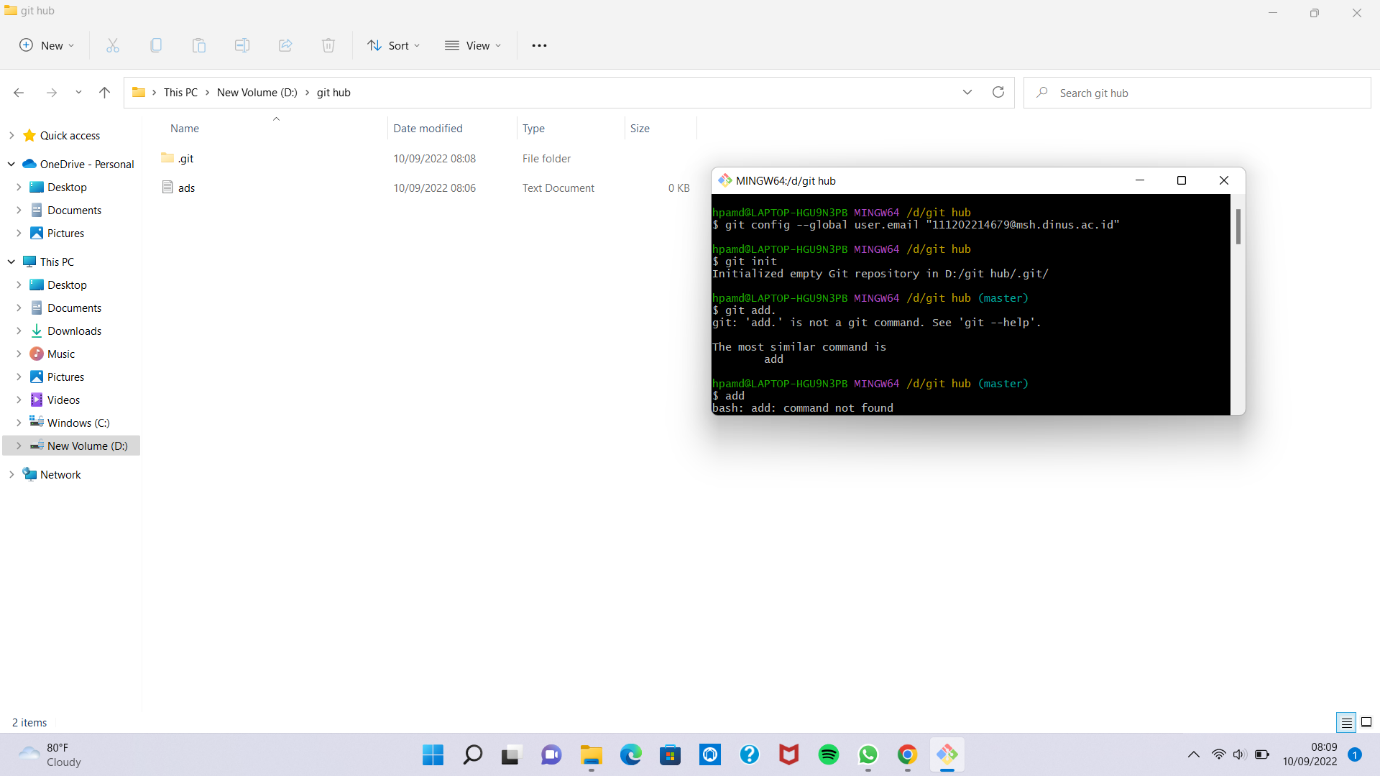 git hub
New
Sort
View
This PC > New Volume (D:) > git hub
Search git hub
Name Date modified Type Size
.git 10/09/2022 08:08 File folder
ads 10/09/2022 08:06 Text Document 0 KB
Quick access
OneDrive - Personal
Desktop
Documents
Pictures
This PC
Desktop
Documents
Downloads
Music
Pictures
Videos
Windows (C:)
New Volume (D:)
Network
MINGW64:/d/git hub
hpamd@LAPTOP-HGU9N3PB MINGW64 /d/git hub
$ git config --global user.email "111202214679@msh.dinus.ac.id"
hpamd@LAPTOP-HGU9N3PB MINGW64 /d/git hub
$ git init
Initialized empty Git repository in D:/git hub/.git/
hpamd@LAPTOP-HGU9N3PB MINGW64 /d/git hub (master)
$ git add.
git: 'add.' is not a git command. See 'git --help'.
The most similar command is
add
hpamd@LAPTOP-HGU9N3PB MINGW64 /d/git hub (master)
$ add
bash: add: command not found
2 items
80°F
Cloudy
08:09
10/09/2022
1